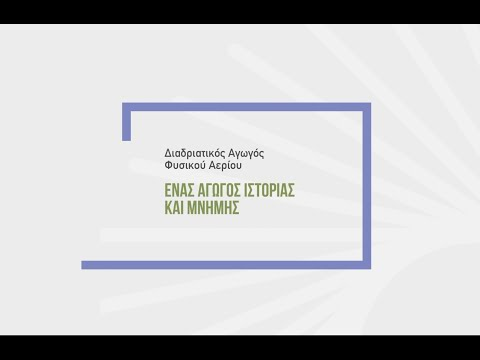 Διαδριατικός Αγωγός
Φυσικού Αερίου
ΕΝΑΣ ΑΓΩΓΟΣ ΙΣΤΟΡΙΑΣ
ΚΑΙ ΜΝΗΜΗΣ